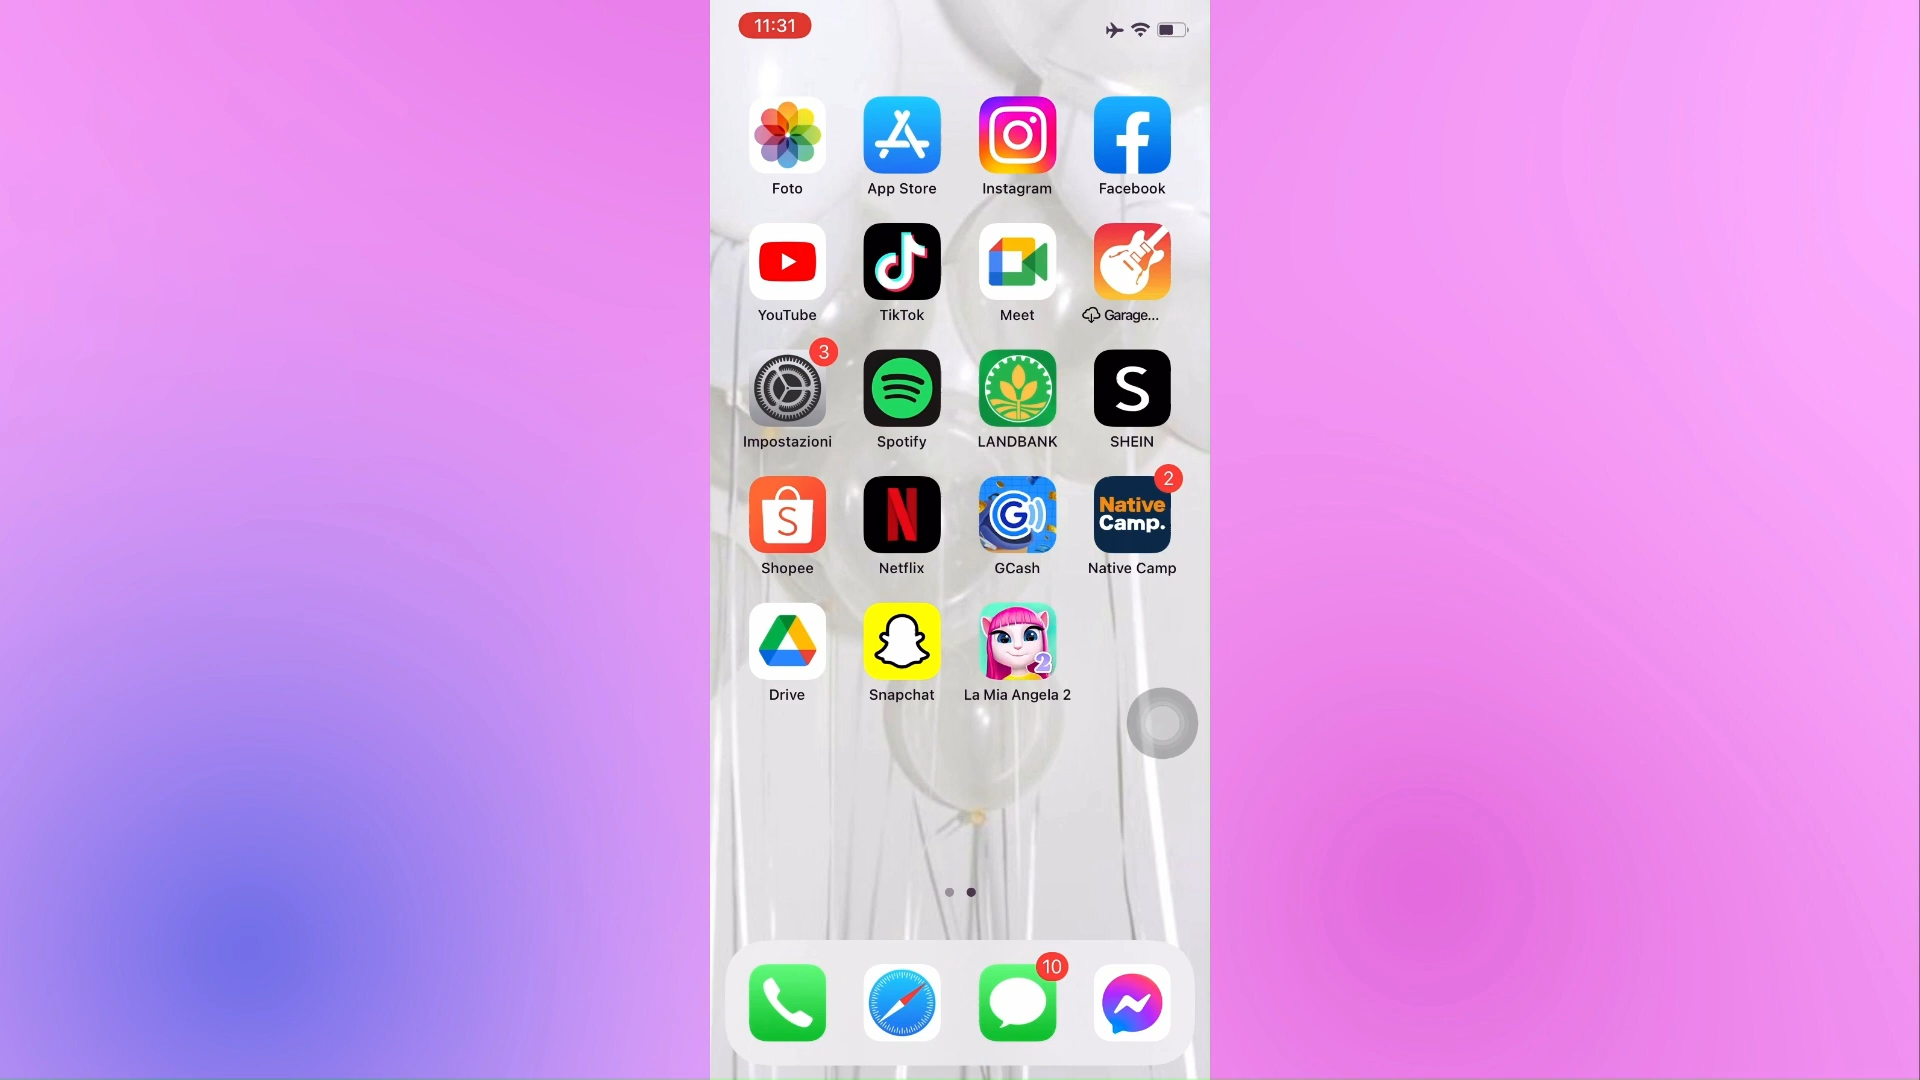 11:31
Foto
App Store
Instagram
Facebook
YouTube
TikTok
Meet
Garage...
3
Impostazioni
Spotify
LANDBANK
S
SHEIN
S
Shopee
N
Netflix
G
GCash
2
Native
Camp.
Native Camp
Drive
Snapchat
2
La Mia Angela 2
10